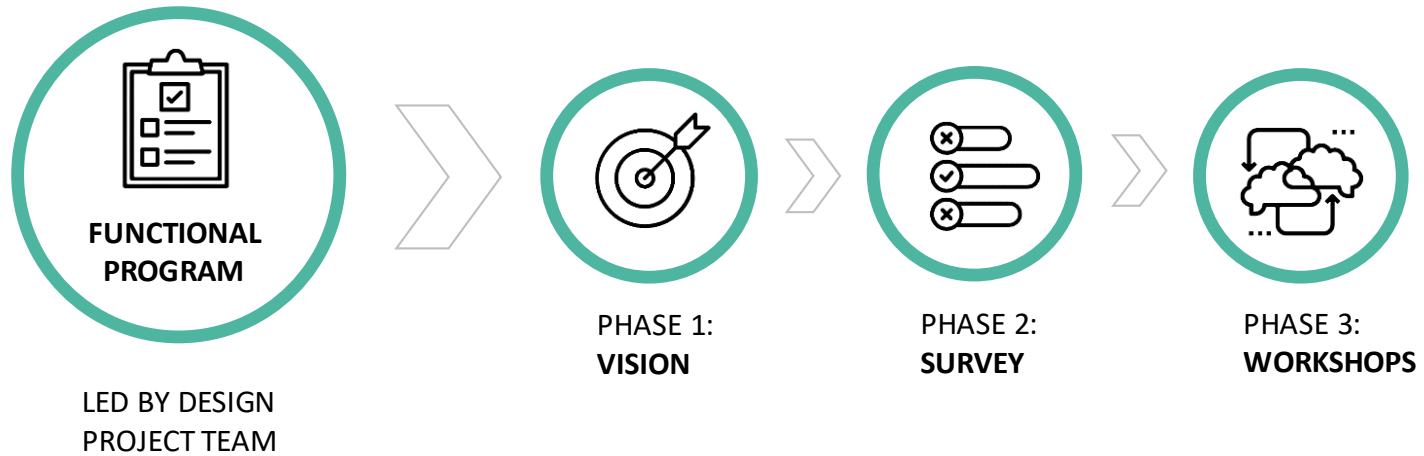 FUNCTIONAL
PROGRAM
LED BY DESIGN
PROJECT TEAM
PHASE 1:
VISION
PHASE 2:
SURVEY
PHASE 3:
WORKSHOPS